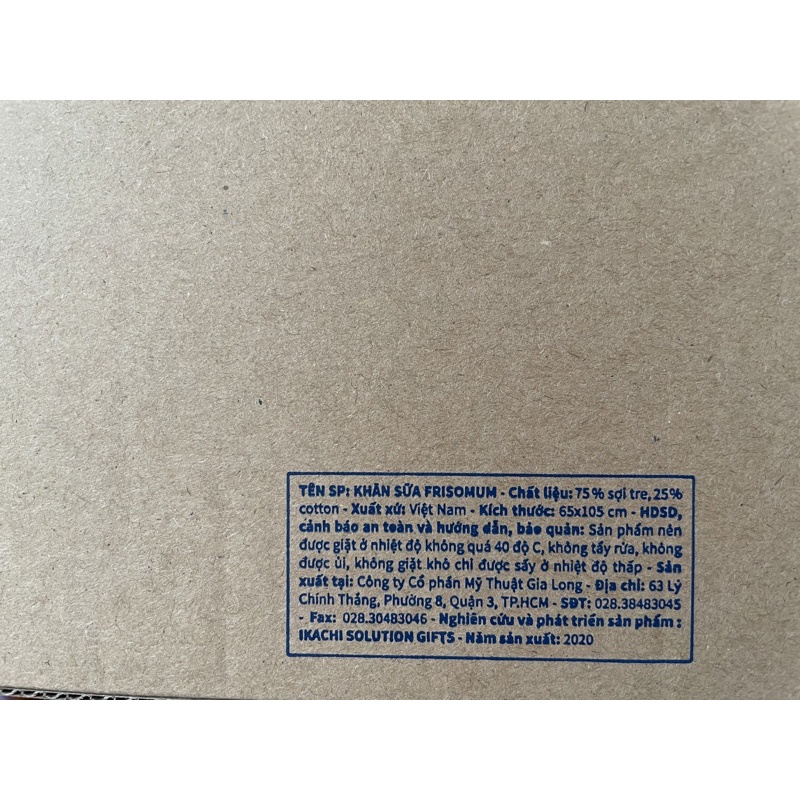 TÊN SP: KHĂN SỮA FRISOMUM - Chất liệu: 75% sợi tre, 25%
cotton - Xuất xứ: Việt Nam - Kích thước: 65x105 cm - HDSD,
cảnh báo an toàn và hướng dẫn, bảo quản: Sản phẩm nên
được giặt ở nhiệt độ không quá 40 độ C, không tẩy rửa, không
được ủi, không giặt khô chỉ được sấy ở nhiệt độ thấp - Sản
xuất tại: Công ty Cổ phần Mỹ Thuật Gia Long - Địa chỉ: 63 Lý
Chính Thắng, Phường 8, Quận 3, TP.HCM - SĐT: 028.38483045
- Fax: 028.30483046 - Nghiên cứu và phát triển sản phẩm :
IKACHI SOLUTION GIFTS - Năm sản xuất: 2020